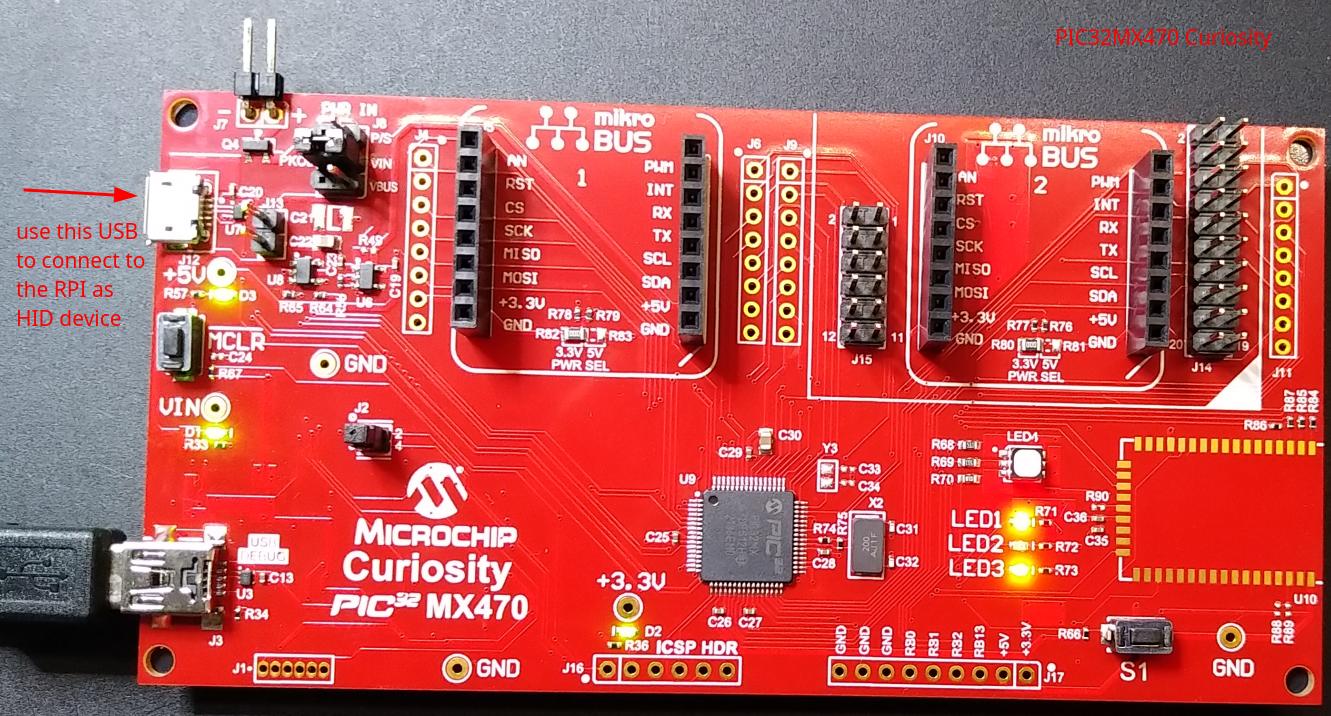 PIC32MX470 Curiosity
use this USB
to connect to
the RPI as
HID device
J7
- +
PWR IN
J8
P/S
Q4
VIN
VBUS
C20
J13
U7
C21
C22
R49
J12
U8
C19
U6
R65 R64
+5V
R57 D3
MCLR
C24
R67
GND
VIN
D1
R33
J2
2
4
J4
mikro
BUS
1
AN
RST
CS
SCK
MISO
MOSI
+3.3V
GND
PWM
INT
RX
TX
SCL
SDA
+5V
GND
R78 R79
R82 R83
3.3V 5V
PWR SEL
J6 J9
2 1
12 11
J15
J10
mikro
BUS
2
AN
RST
CS
SCK
MISO
MOSI
+3.3V
GND
PWM
INT
RX
TX
SCL
SDA
+5V
GND
R77 R76
R80 R81
3.3V 5V
PWR SEL
2
20 19
J14
J11
R87
R85
R84
R86
MICROCHIP
Curiosity
PIC32 MX470
USB
DEBUG
C13
U3
R34
J3
J1
GND
+3.3V
D2
R36
ICSP HDR
J16
C30
C29
U9
PIC32
C25
C26 C27
Y3
C33
C34
X2
R74
R75
C28
200
C31
C32
R68
R69
R70
LED4
LED1 R71
LED2 R72
LED3 R73
R90
C36
C35
U10
GND
GND
GND
RB0
RB1
RB2
RB13
+5V
+3.3V
J17
R66
S1
R88
R89
GND